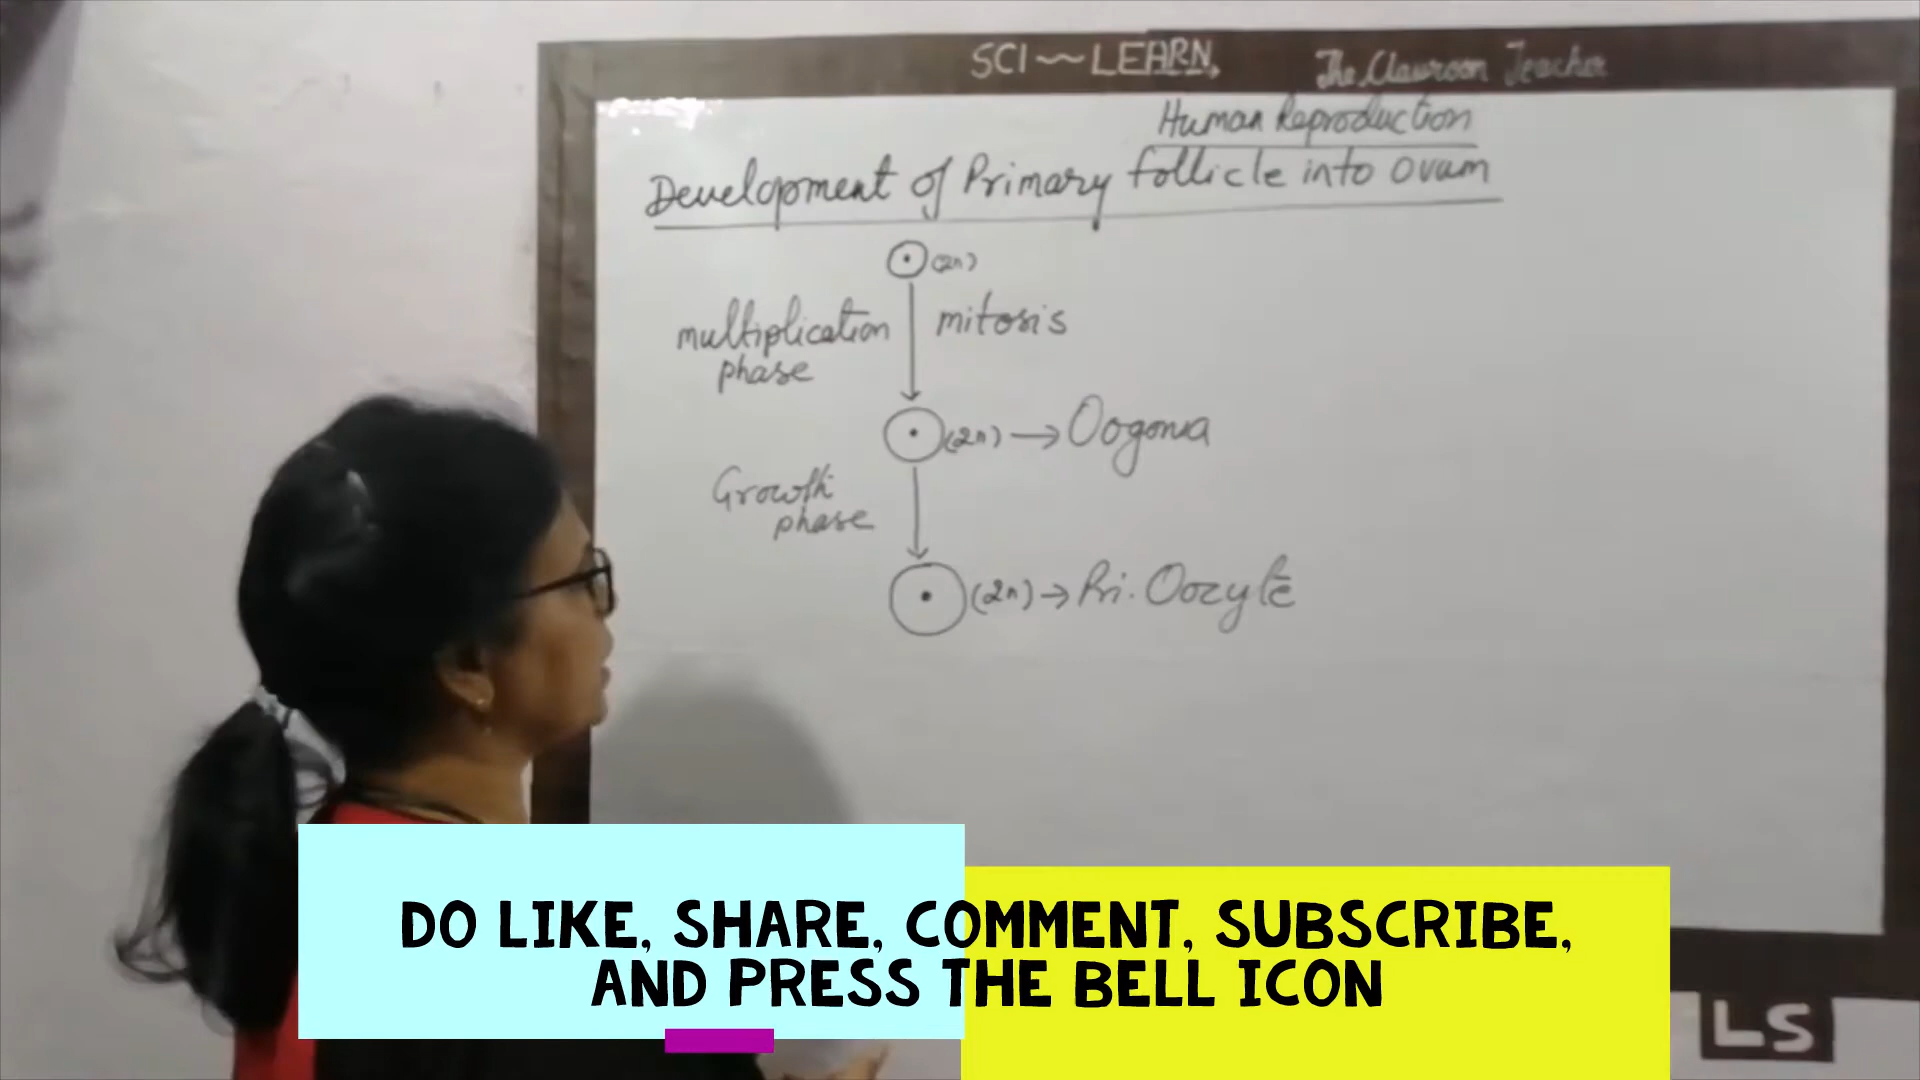 SCI~LEARN.
The Classroom Teacher
Human Reproduction
Development of Primary follicle into Ovum
(2n)
multiplication phase
mitosis
(2n) → Oogonia
Growth phase
(2n) → Pri. Oocyte
DO LIKE, SHARE, COMMENT, SUBSCRIBE,
AND PRESS THE BELL ICON
LS